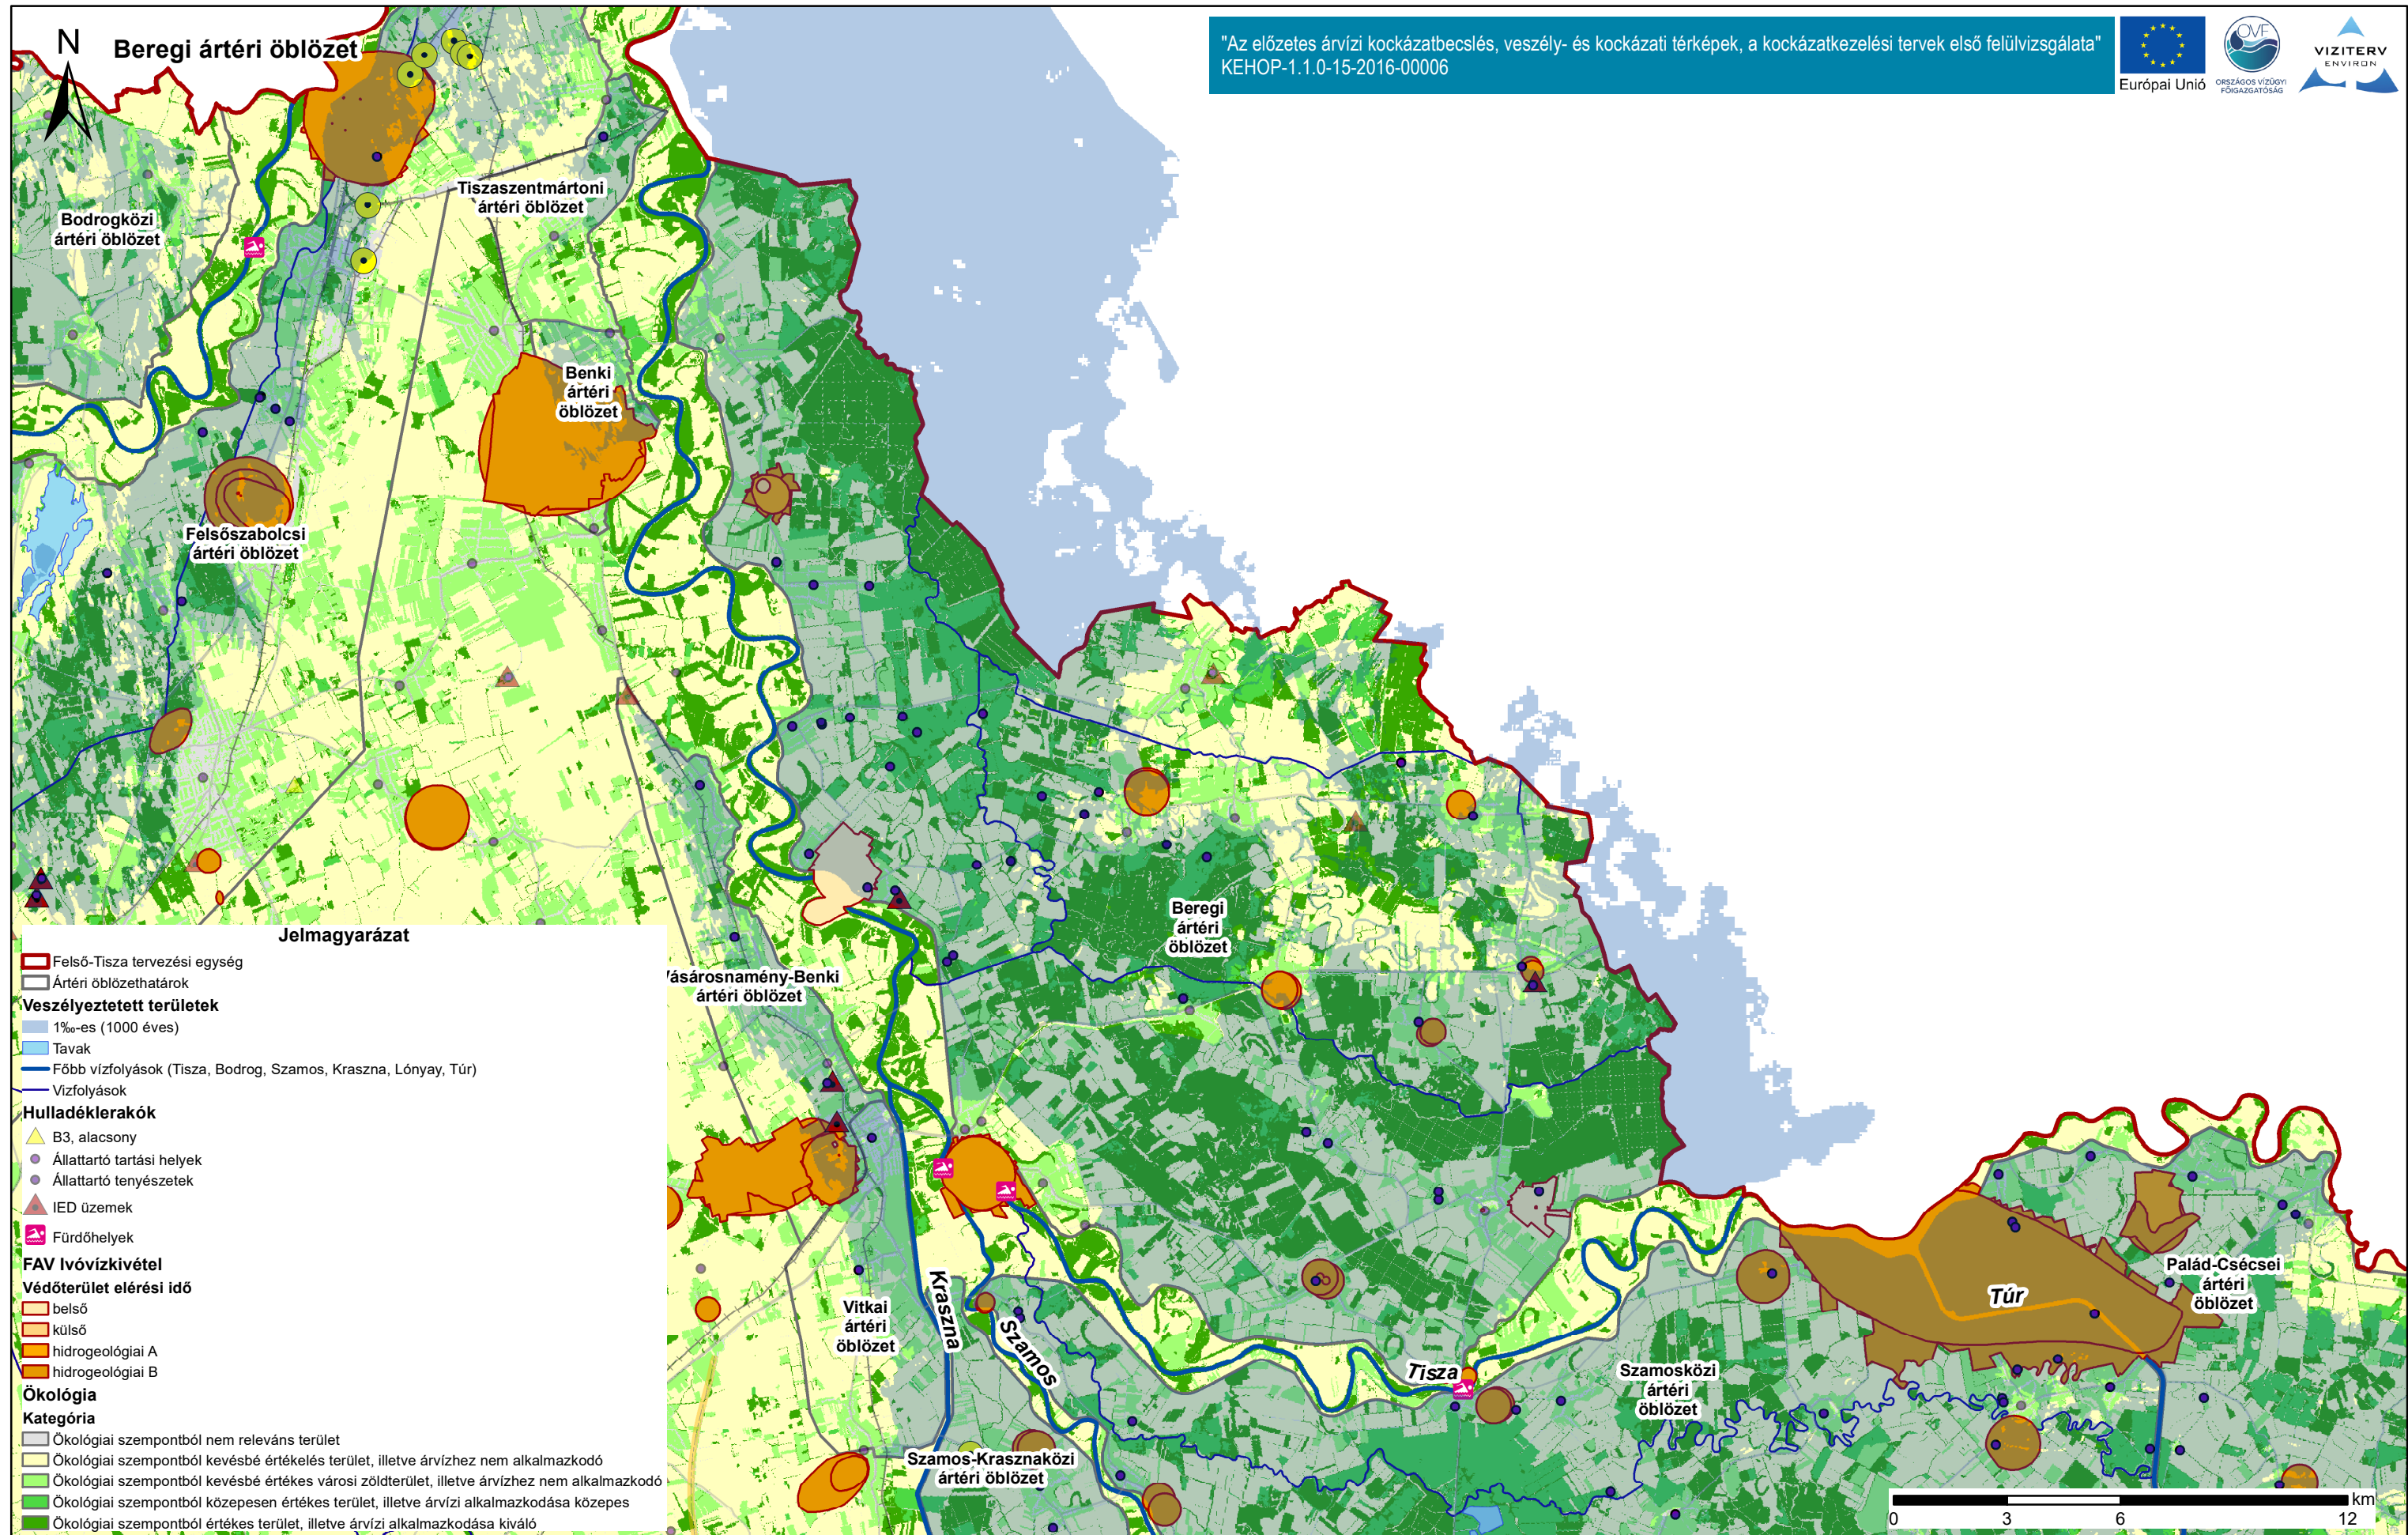 N
Beregi ártéri öblözet
"Az előzetes árvízi kockázatbecslés, veszély- és kockázati térképek, a kockázatkezelési tervek első felülvizsgálata"
KEHOP-1.1.0-15-2016-00006
Európai Unió
OVF
ORSZÁGOS VÍZÜGYI
FŐIGAZGATÓSÁG
VIZITERV
ENVIRON
Bodrogközi
ártéri öblözet
Tiszaszentmártoni
ártéri öblözet
Benki
ártéri
öblözet
Felsőszabolcsi
ártéri öblözet
Beregi
ártéri
öblözet
Vásárosnamény-Benki
ártéri öblözet
Vitkai
ártéri
öblözet
Kraszna
Szamos
Tisza
Túr
Szamosközi
ártéri
öblözet
Palád-Csécsei
ártéri
öblözet
Szamos-Krasznaközi
ártéri öblözet
Jelmagyarázat
Felső-Tisza tervezési egység
Ártéri öblözethatárok
Veszélyeztetett területek
1‰-es (1000 éves)
Tavak
Főbb vízfolyások (Tisza, Bodrog, Szamos, Kraszna, Lónyay, Túr)
Vizfolyások
Hulladéklerakók
B3, alacsony
Állattartó tartási helyek
Állattartó tenyészetek
IED üzemek
Fürdőhelyek
FAV Ivóvízkivétel
Védőterület elérési idő
belső
külső
hidrogeológiai A
hidrogeológiai B
Ökológia
Kategória
Ökológiai szempontból nem releváns terület
Ökológiai szempontból kevésbé értékelés terület, illetve árvízhez nem alkalmazkodó
Ökológiai szempontból kevésbé értékes városi zöldterület, illetve árvízhez nem alkalmazkodó
Ökológiai szempontból közepesen értékes terület, illetve árvízi alkalmazkodása közepes
Ökológiai szempontból értékes terület, illetve árvízi alkalmazkodása kiváló
km
0 3 6 12